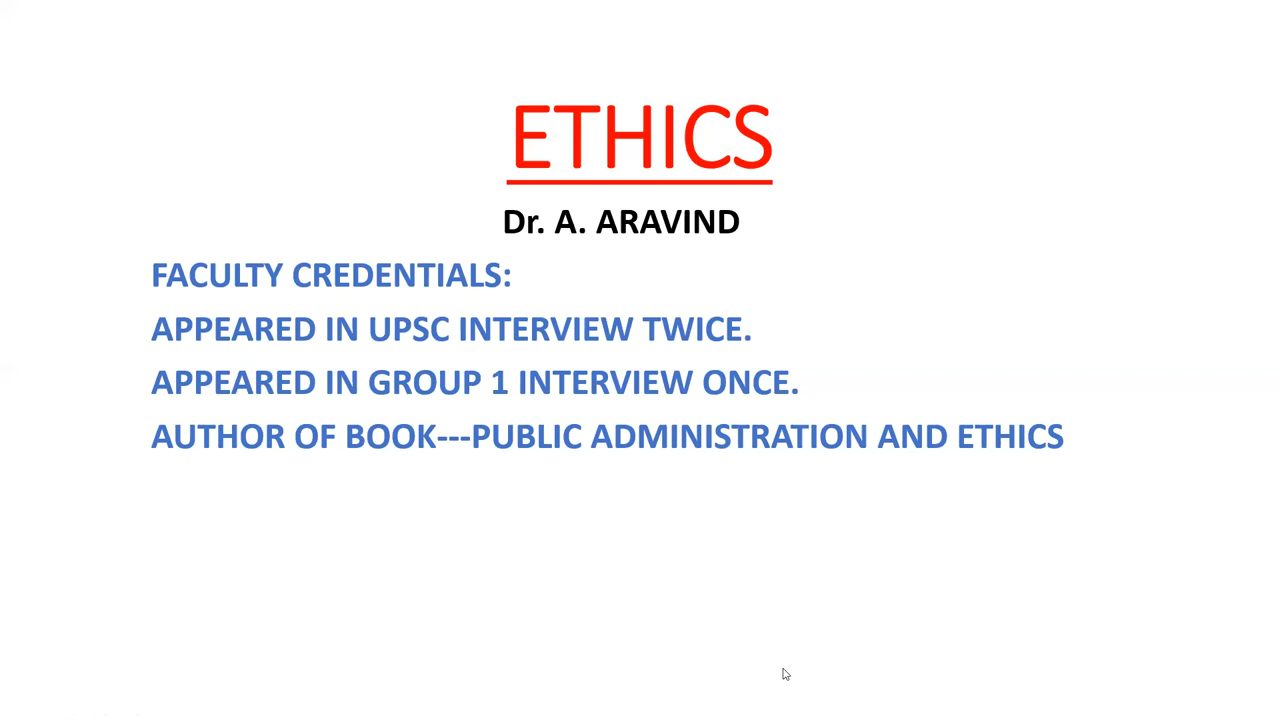 ETHICS
Dr. A. ARAVIND
FACULTY CREDENTIALS:
APPEARED IN UPSC INTERVIEW TWICE.
APPEARED IN GROUP 1 INTERVIEW ONCE.
AUTHOR OF BOOK---PUBLIC ADMINISTRATION AND ETHICS